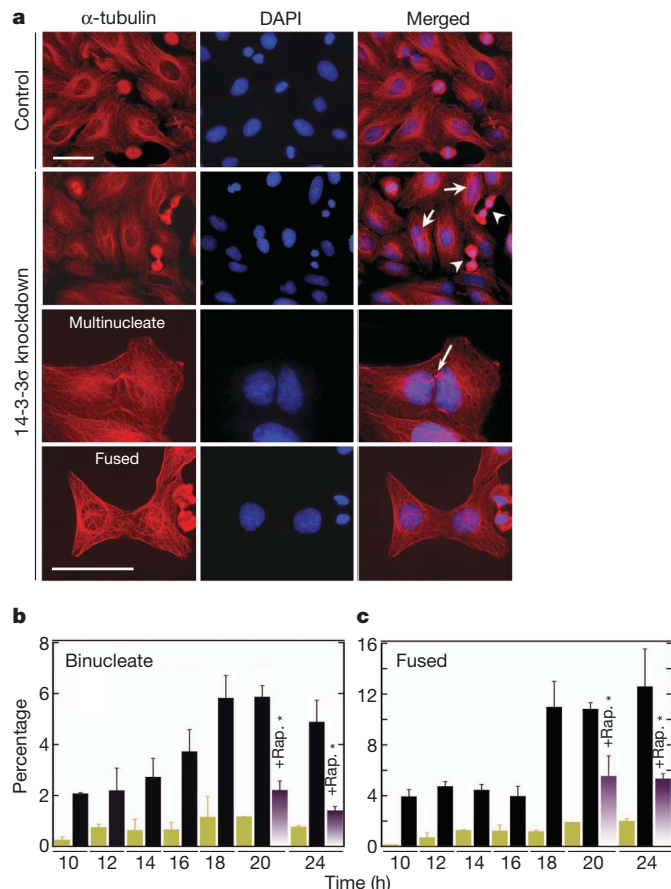 a
α-tubulin DAPI Merged
Control
14-3-3σ knockdown
Multinucleate
Fused
b
Binucleate
Percentage
8
6
4
2
0
+Rap. *
+Rap. *
10 12 14 16 18 20 24
c
Fused
16
12
8
4
0
+Rap. *
+Rap. *
10 12 14 16 18 20 24
Time (h)